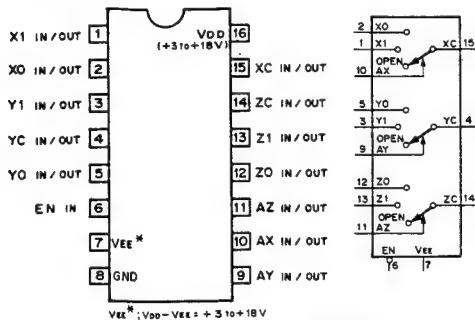 X1 IN/OUT 1
X0 IN/OUT 2
Y1 IN/OUT 3
YC IN/OUT 4
Y0 IN/OUT 5
EN IN 6
7 VEE*
8 GND
VDD 16
(+3 to +18V)
15 XC IN/OUT
14 ZC IN/OUT
13 Z1 IN/OUT
12 Z0 IN/OUT
11 AZ IN/OUT
10 AX IN/OUT
9 AY IN/OUT
VEE* ; VDD-VEE = +3 to +18V
2 X0
1 X1 XC 15
OPEN
10 AX
5 Y0
3 Y1 YC 4
OPEN
9 AY
12 Z0
13 Z1 ZC 14
OPEN
11 AZ
EN VEE
6 7